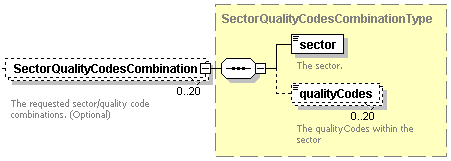 SectorQualityCodesCombinationType
sector
The sector.
SectorQualityCodesCombination
0..20
The requested sector/quality code
combinations. (Optional)
qualityCodes
0..20
The qualityCodes within the
sector